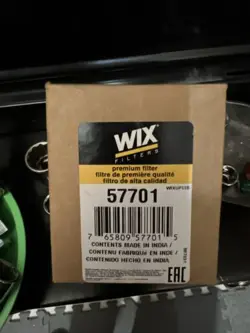 WIX
FILTERS
premium filter
filtre de première qualité
filtro de alta calidad
57701
7 65809 57701 5
CONTENTS MADE IN INDIA /
CONTENU FABRIQUÉ EN INDE /
CONTENIDO HECHO EN INDIA
EAC